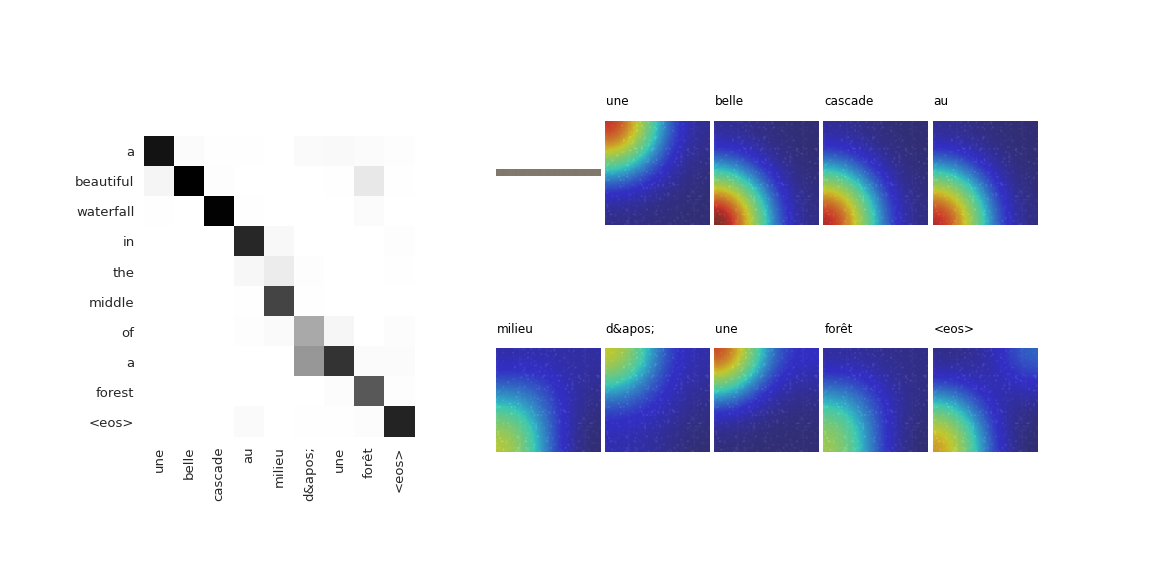 a
beautiful
waterfall
in
the
middle
of
a
forest
<eos>
une
belle
cascade
au
milieu
d&apos;
une
forêt
<eos>
une belle cascade au
milieu d&apos; une forêt <eos>